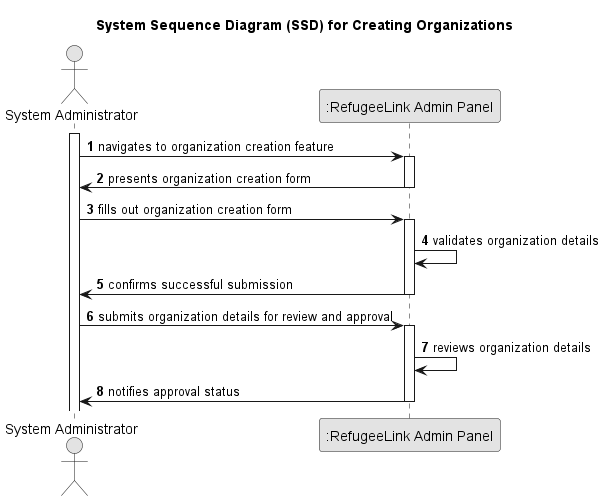 System Sequence Diagram (SSD) for Creating Organizations
System Administrator
:RefugeeLink Admin Panel
1 navigates to organization creation feature
2 presents organization creation form
3 fills out organization creation form
4 validates organization details
5 confirms successful submission
6 submits organization details for review and approval
7 reviews organization details
8 notifies approval status
System Administrator
:RefugeeLink Admin Panel